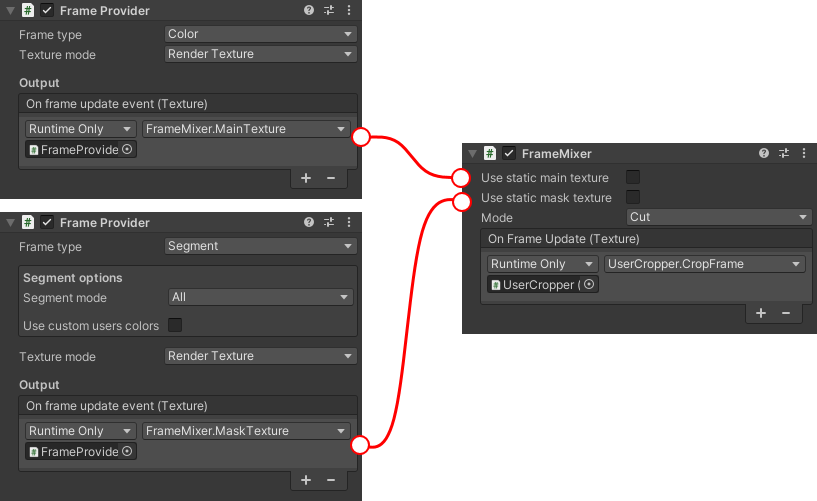 Frame Provider
Frame type Color
Texture mode Render Texture
Output
On frame update event (Texture)
Runtime Only FrameMixer.MainTexture
FrameProvide
+ −
Frame Provider
Frame type Segment
Segment options
Segment mode All
Use custom users colors
Texture mode Render Texture
Output
On frame update event (Texture)
Runtime Only FrameMixer.MaskTexture
FrameProvide
+ −
FrameMixer
Use static main texture
Use static mask texture
Mode Cut
On Frame Update (Texture)
Runtime Only UserCropper.CropFrame
UserCropper (
+ −